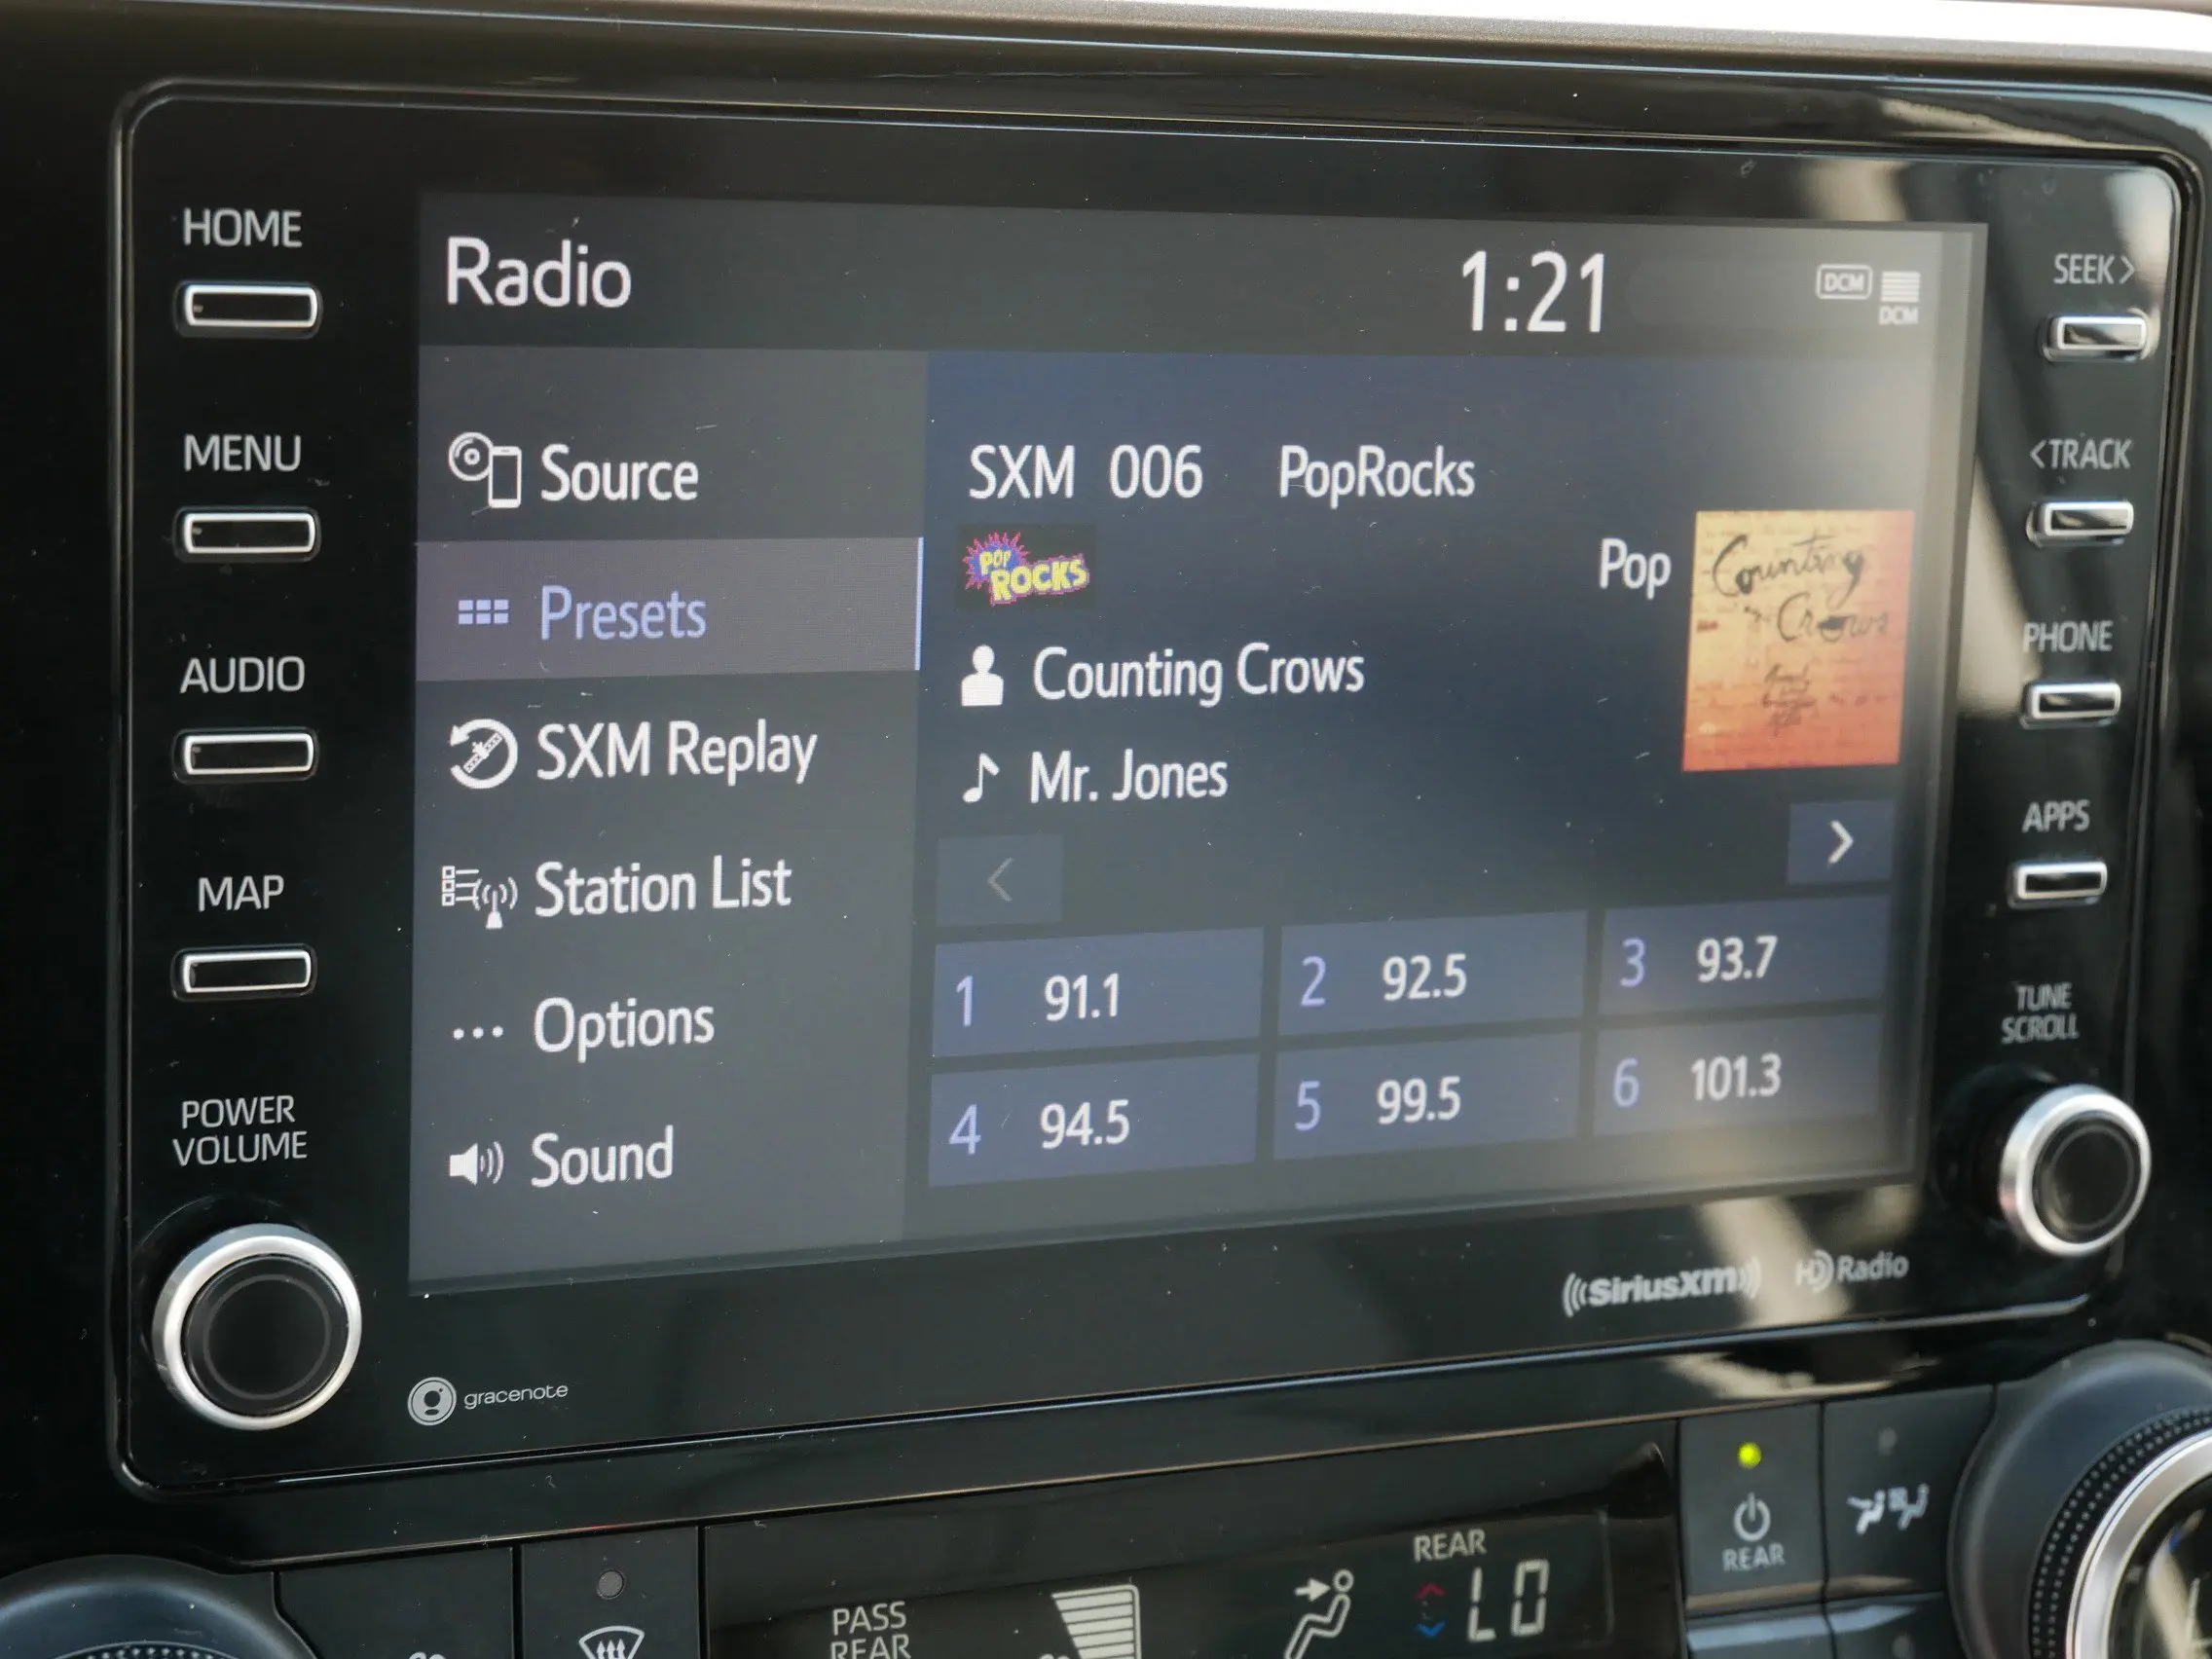 HOME
MENU
AUDIO
MAP
POWER
VOLUME
Radio
1:21
DCM
DCM
Source
Presets
SXM Replay
Station List
Options
Sound
SXM 006 PopRocks
POP
ROCKS
Pop
Counting
Crows
Counting Crows
Mr. Jones
<
>
1 91.1
2 92.5
3 93.7
4 94.5
5 99.5
6 101.3
SEEK>
<TRACK
PHONE
APPS
TUNE
SCROLL
gracenote
SiriusXM
HD Radio
PASS
REAR
REAR
LO
REAR